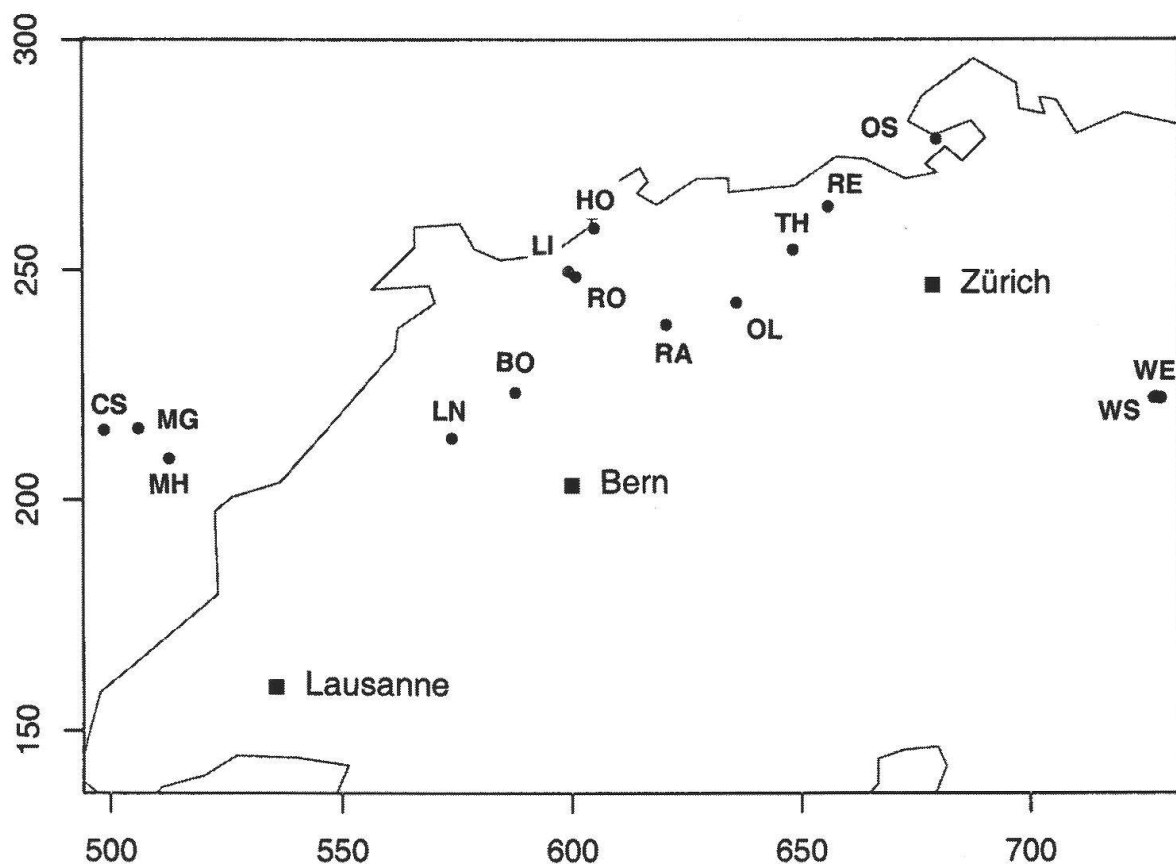 300
OS
RE
HO
TH
LI
250
Zürich
RO
OL
RA
BO
WE
CS
MG
LN
WS
MH
Bern
200
Lausanne
150
500 550 600 650 700